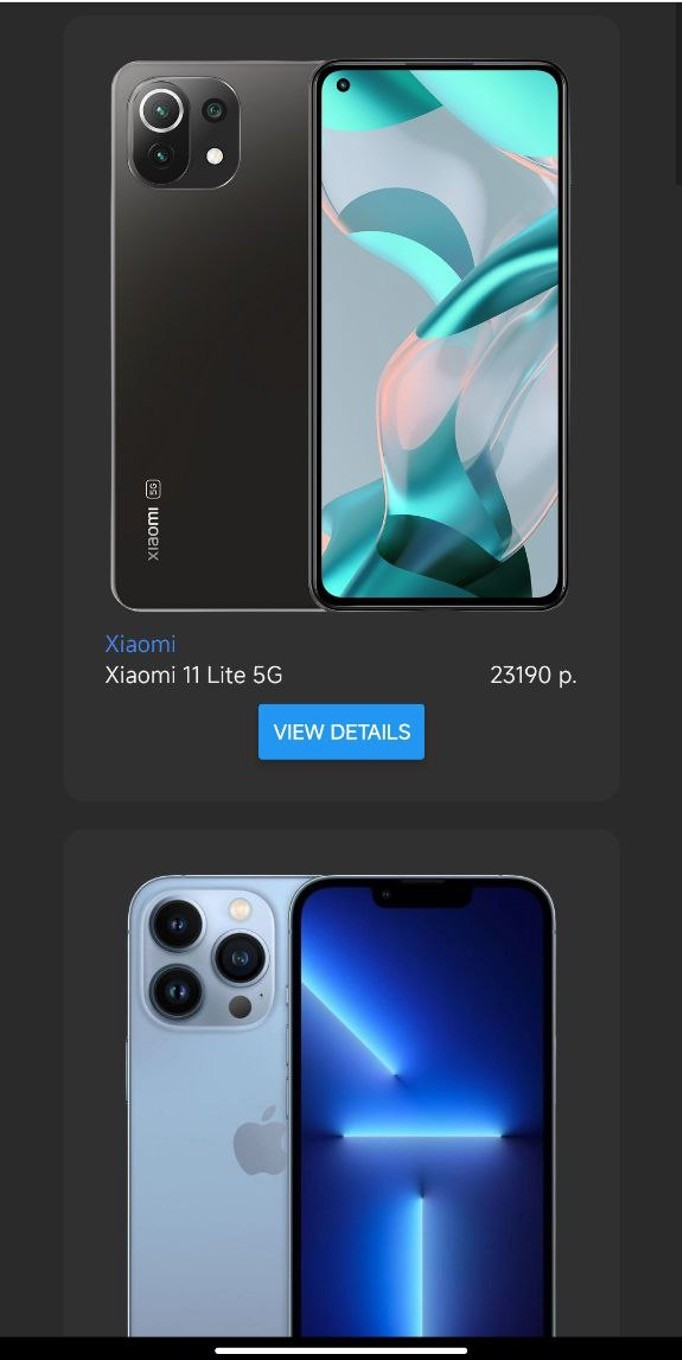 xiaomi 5G
Xiaomi
Xiaomi 11 Lite 5G 23190 р.
VIEW DETAILS